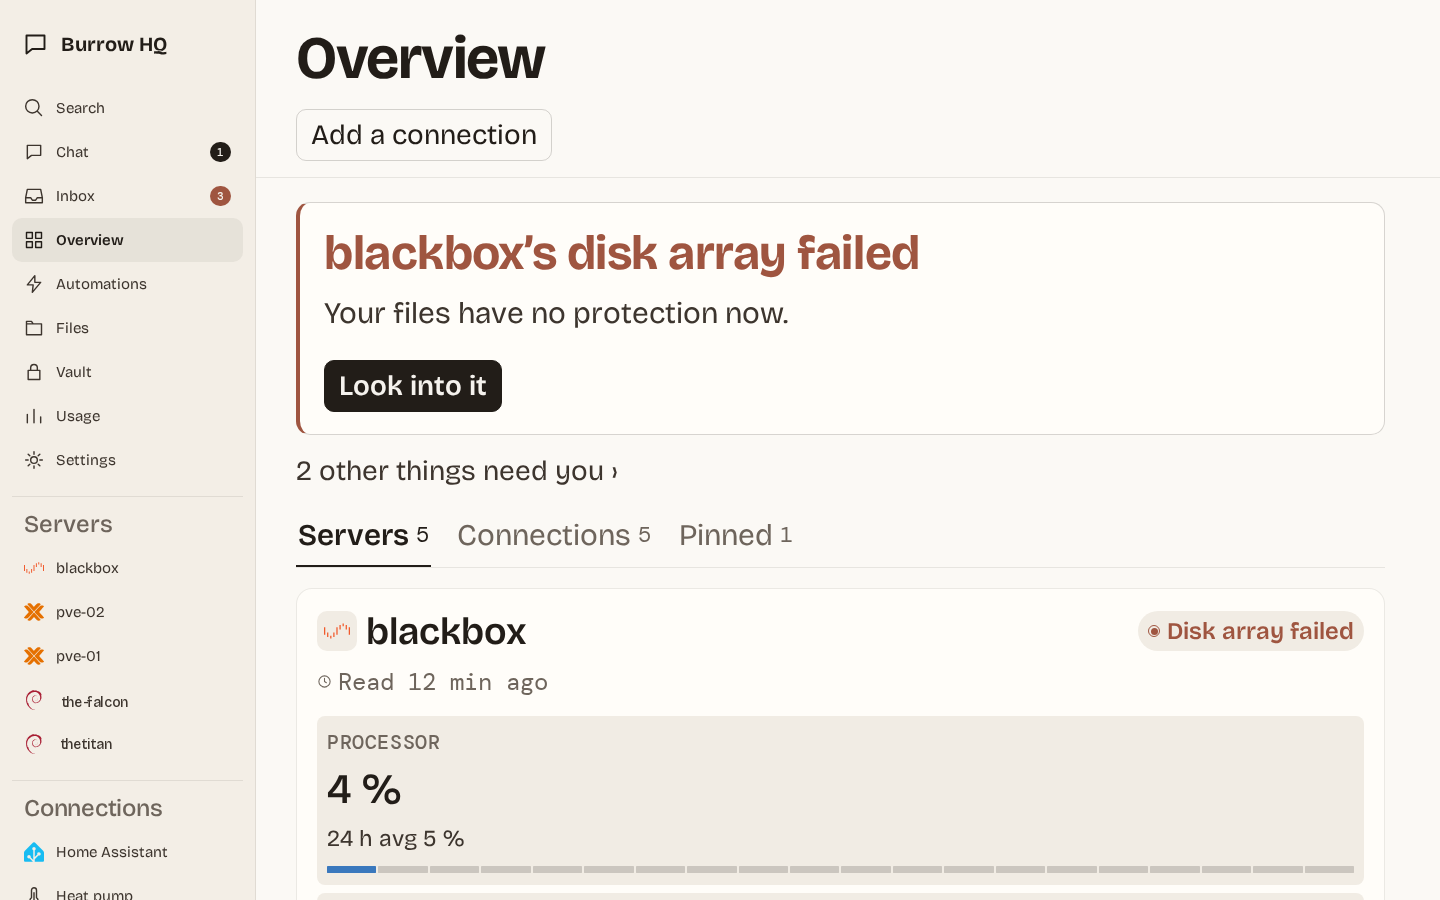 Burrow HQ
Search
Chat 1
Inbox 3
Overview
Automations
Files
Vault
Usage
Settings
Servers
blackbox
pve-02
pve-01
the-falcon
thetitan
Connections
Home Assistant
Heat pump
Overview
Add a connection
blackbox’s disk array failed
Your files have no protection now.
Look into it
2 other things need you ›
Servers 5 Connections 5 Pinned 1
blackbox Disk array failed
Read 12 min ago
PROCESSOR
4 %
24 h avg 5 %